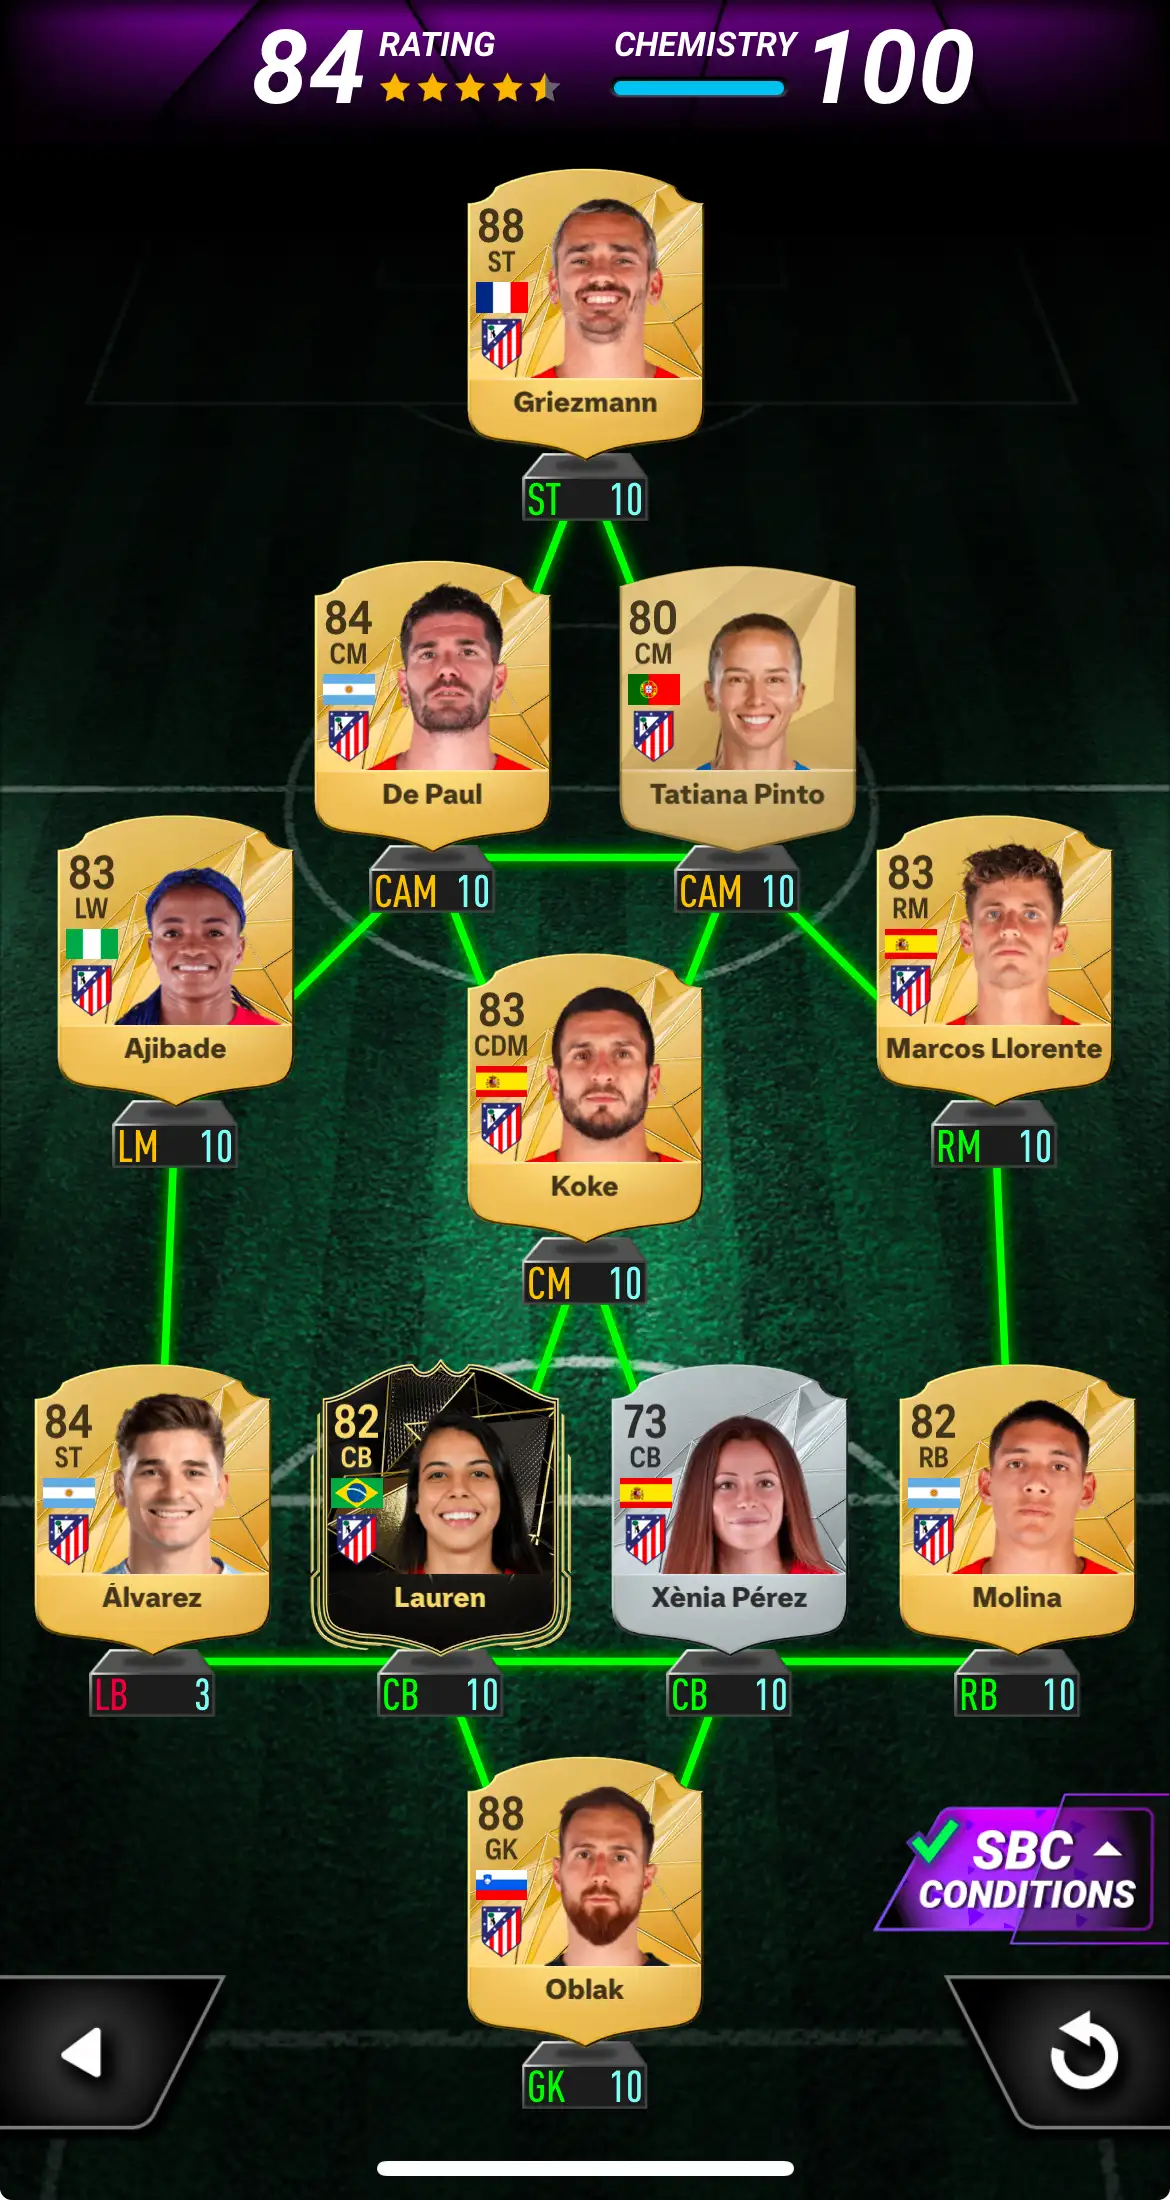 84 RATING CHEMISTRY 100
88
ST
Griezmann
ST 10
84
CM
De Paul
CAM 10
80
CM
Tatiana Pinto
CAM 10
83
LW
Ajibade
LM 10
83
CDM
Koke
CM 10
83
RM
Marcos Llorente
RM 10
84
ST
Álvarez
LB 3
82
CB
Lauren
CB 10
73
CB
Xènia Pérez
CB 10
82
RB
Molina
RB 10
88
GK
Oblak
GK 10
SBC
CONDITIONS